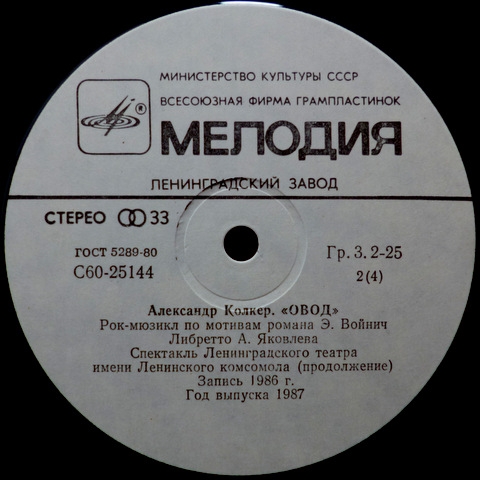 МИНИСТЕРСТВО КУЛЬТУРЫ СССР
ВСЕСОЮЗНАЯ ФИРМА ГРАМПЛАСТИНОК
®
МЕЛОДИЯ
ЛЕНИНГРАДСКИЙ ЗАВОД
СТЕРЕО 33
ГОСТ 5289-80
С60-25144
Гр. 3. 2-25
2(4)
Александр Колкер. «ОВОД»
Рок-мюзикл по мотивам романа Э. Войнич
Либретто А. Яковлева
Спектакль Ленинградского театра
имени Ленинского комсомола (продолжение)
Запись 1986 г.
Год выпуска 1987